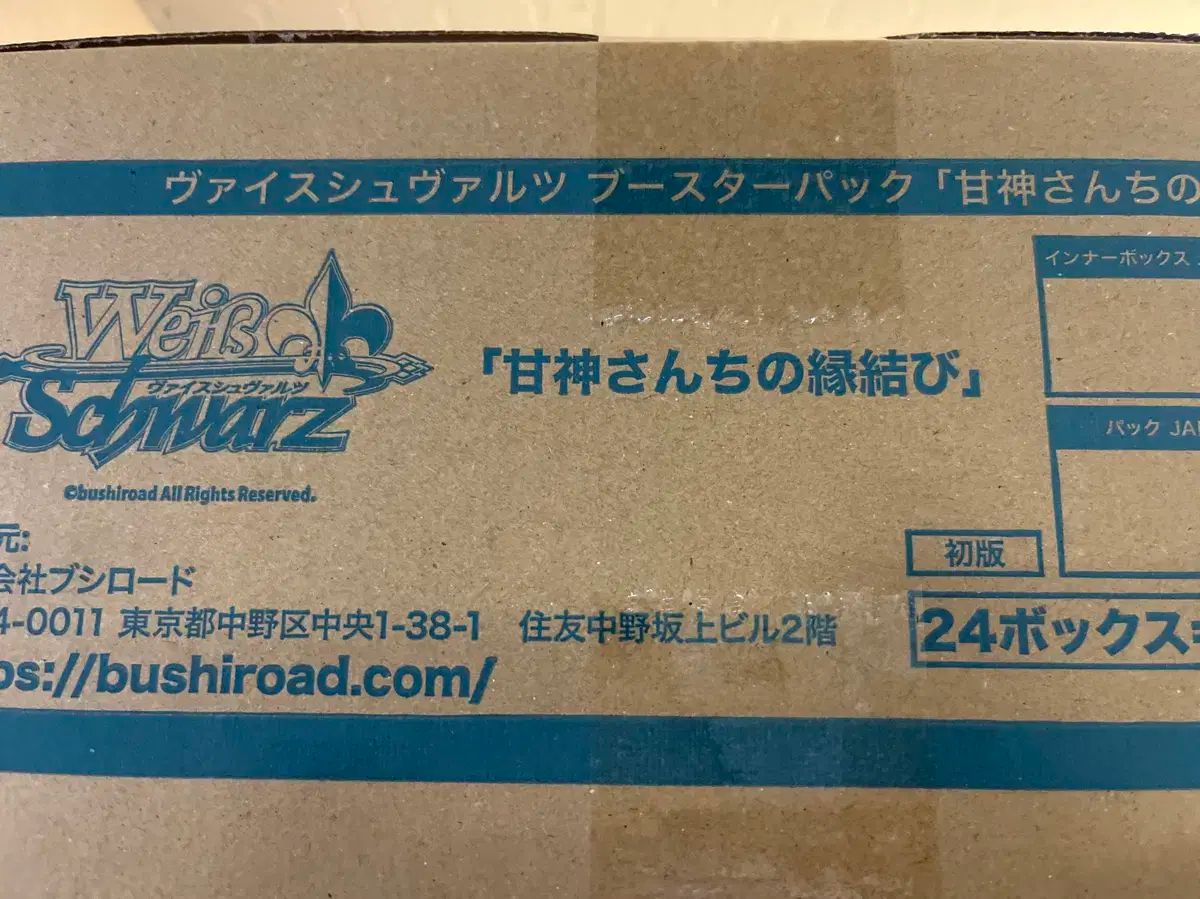 ヴァイスシュヴァルツ ブースターパック「甘神さんちの
インナーボックス
Weiß
ヴァイスシュヴァルツ
Schwarz
「甘神さんちの縁結び」
パック JA
©bushiroad All Rights Reserved.
元:
会社ブシロード
初版
4-0011 東京都中野区中央1-38-1 住友中野坂上ビル2階
24ボックス
ps://bushiroad.com/